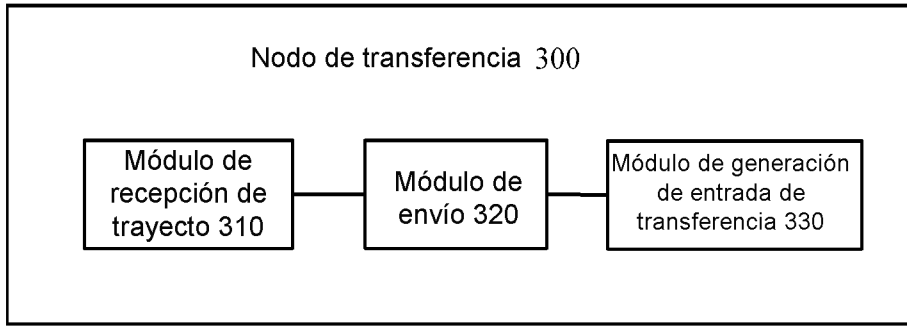 Nodo de transferencia 300
Módulo de
recepción de
trayecto 310
Módulo de
envío 320
Módulo de generación
de entrada de
transferencia 330